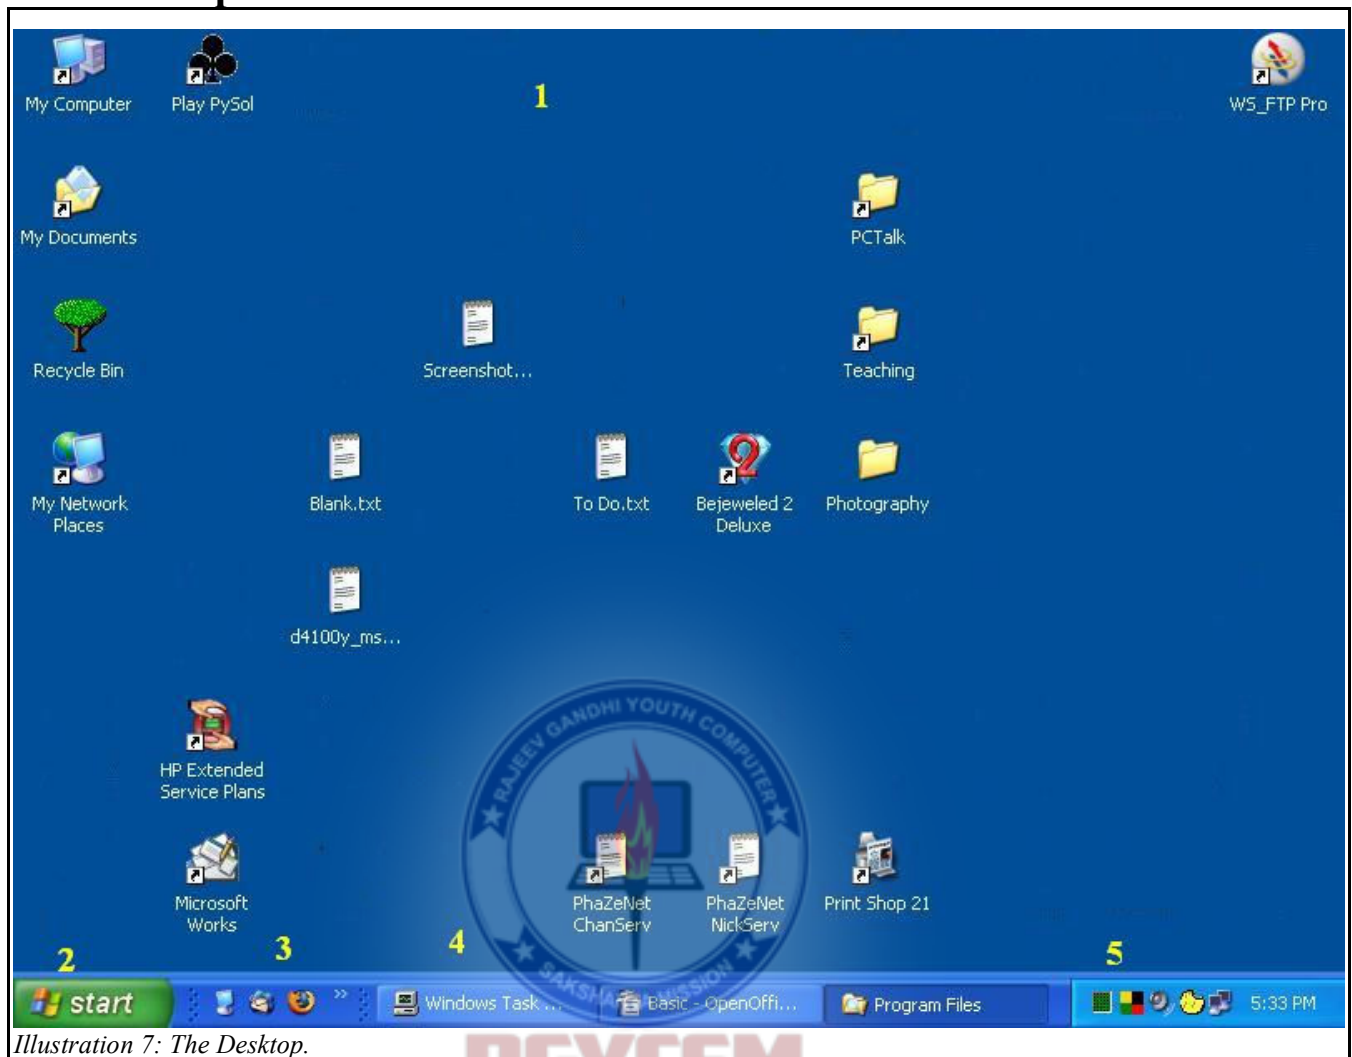 My Computer
Play PySol
1
WS_FTP Pro
My Documents
PCTalk
Recycle Bin
Screenshot...
Teaching
My Network
Places
Blank.txt
To Do.txt
Bejeweled 2
Deluxe
Photography
d4100y_ms...
RAJEEV GANDHI YOUTH COMPUTER
HP Extended
Service Plans
Microsoft
Works
PhaZeNet
ChanServ
PhaZeNet
NickServ
Print Shop 21
2
3
4
5
SAKSHARTA MISSION
start
Windows Task ...
Basic - OpenOffi...
Program Files
5:33 PM
Illustration 7: The Desktop.